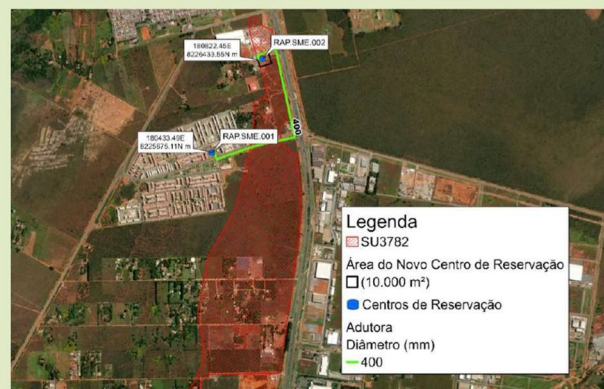 180822.45E
8226433.55N m
RAP.SME.002
400
180433.49E
8225675.11N m
RAP.SME.001
Legenda
SU3782
Área do Novo Centro de Reservação
(10.000 m²)
Centros de Reservação
Adutora
Diâmetro (mm)
400